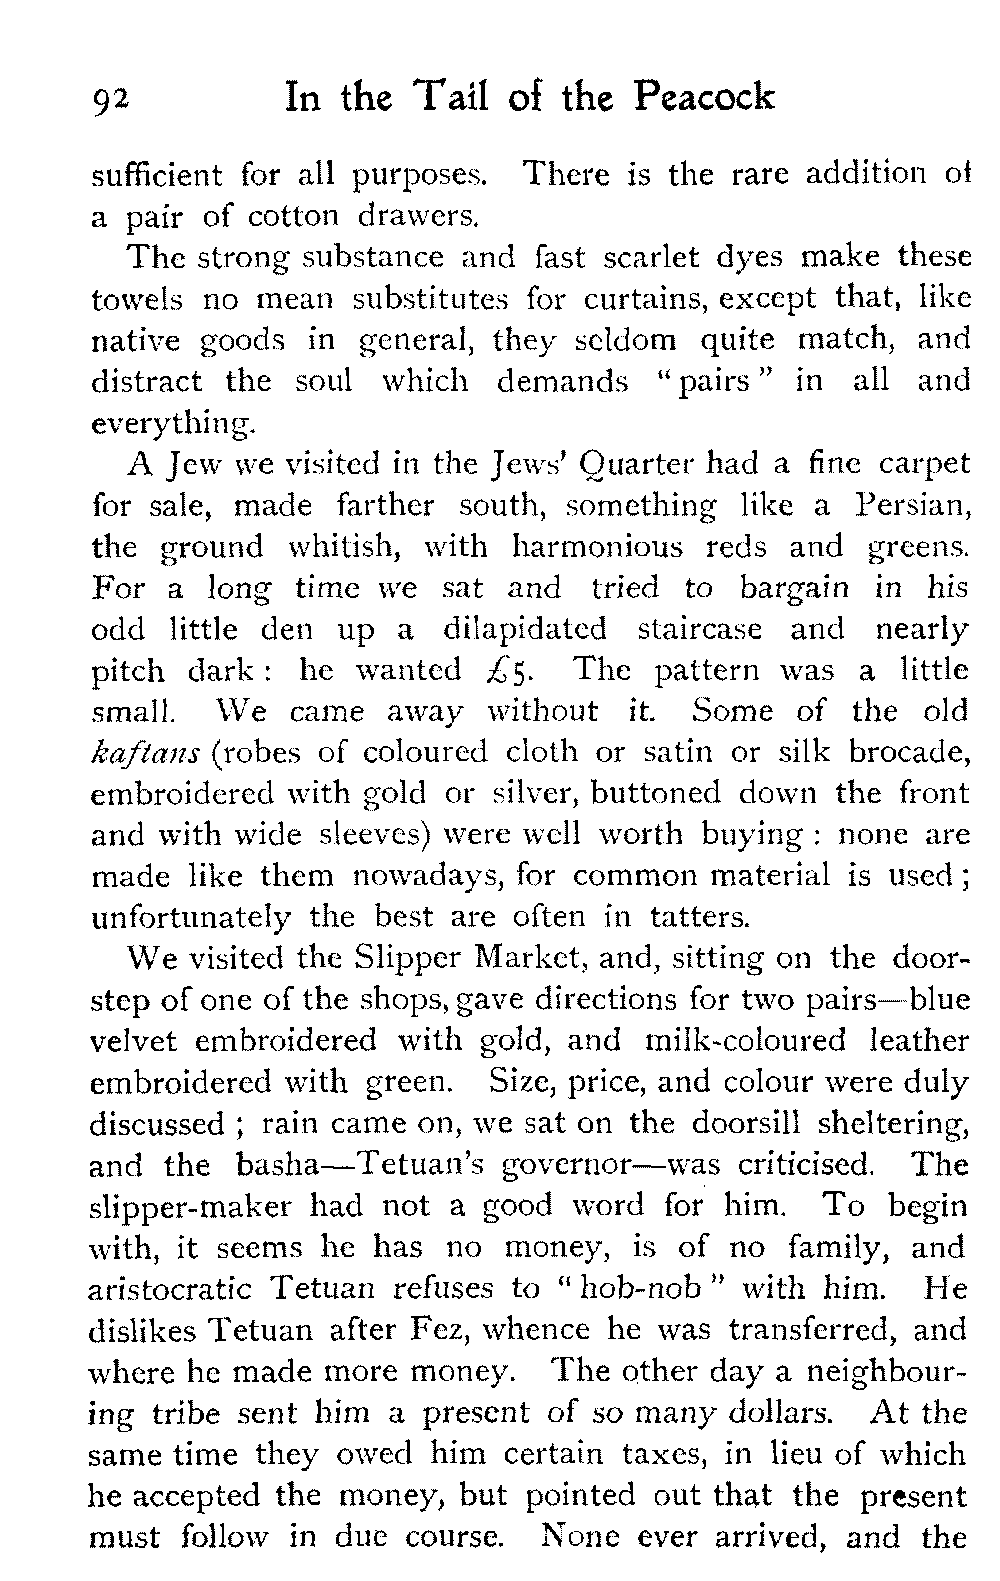 92 In the Tail of the Peacock
sufficient for all purposes. There is the rare addition of
a pair of cotton drawers.
The strong substance and fast scarlet dyes make these
towels no mean substitutes for curtains, except that, like
native goods in general, they seldom quite match, and
distract the soul which demands “pairs” in all and
everything.
A Jew we visited in the Jews’ Quarter had a fine carpet
for sale, made farther south, something like a Persian,
the ground whitish, with harmonious reds and greens.
For a long time we sat and tried to bargain in his
odd little den up a dilapidated staircase and nearly
pitch dark : he wanted £5. The pattern was a little
small. We came away without it. Some of the old
kaftans (robes of coloured cloth or satin or silk brocade,
embroidered with gold or silver, buttoned down the front
and with wide sleeves) were well worth buying : none are
made like them nowadays, for common material is used ;
unfortunately the best are often in tatters.
We visited the Slipper Market, and, sitting on the door-
step of one of the shops, gave directions for two pairs—blue
velvet embroidered with gold, and milk-coloured leather
embroidered with green. Size, price, and colour were duly
discussed ; rain came on, we sat on the doorsill sheltering,
and the basha—Tetuan’s governor—was criticised. The
slipper-maker had not a good word for him. To begin
with, it seems he has no money, is of no family, and
aristocratic Tetuan refuses to “hob-nob” with him. He
dislikes Tetuan after Fez, whence he was transferred, and
where he made more money. The other day a neighbour-
ing tribe sent him a present of so many dollars. At the
same time they owed him certain taxes, in lieu of which
he accepted the money, but pointed out that the present
must follow in due course. None ever arrived, and the